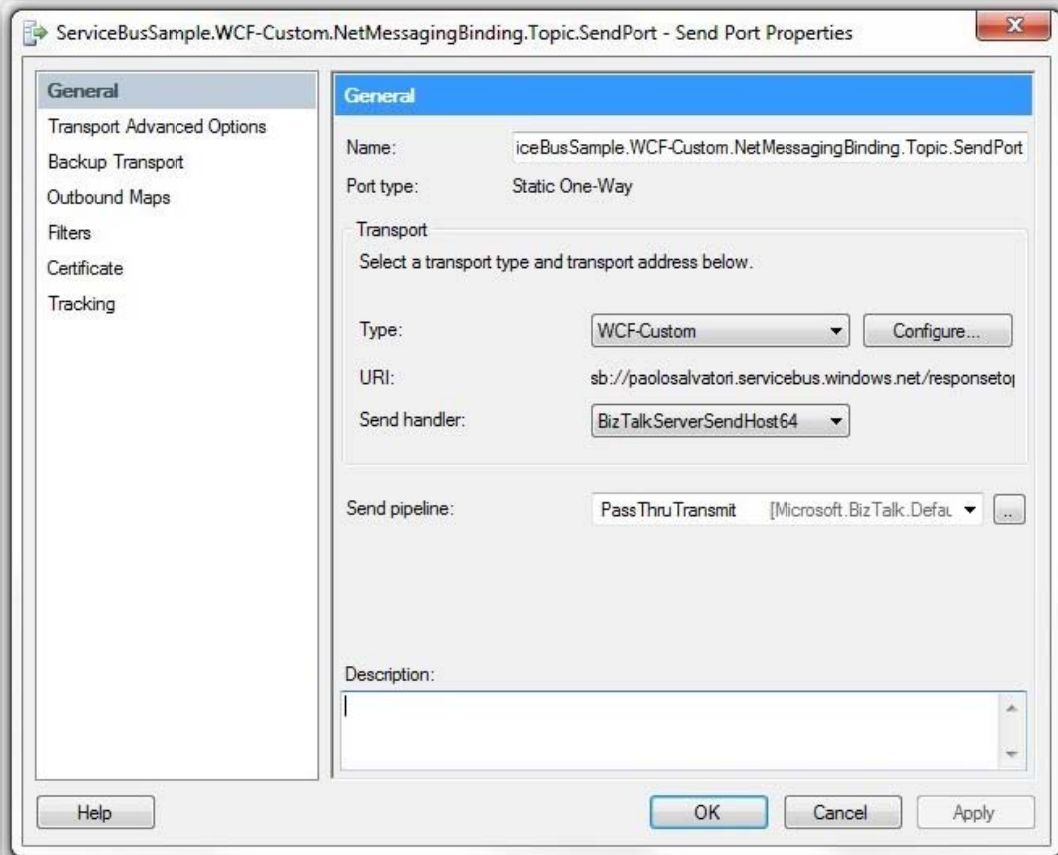 ServiceBusSample.WCF-Custom.NetMessagingBinding.Topic.SendPort - Send Port Properties
General
Transport Advanced Options
Backup Transport
Outbound Maps
Filters
Certificate
Tracking
General
Name: iceBusSample.WCF-Custom.NetMessagingBinding.Topic.SendPort
Port type: Static One-Way
Transport
Select a transport type and transport address below.
Type: WCF-Custom Configure...
URI: sb://paolosalvatori.servicebus.windows.net/responsetop
Send handler: BizTalkServerSendHost64
Send pipeline: PassThruTransmit [Microsoft.BizTalk.Defau ..
Description:
Help OK Cancel Apply